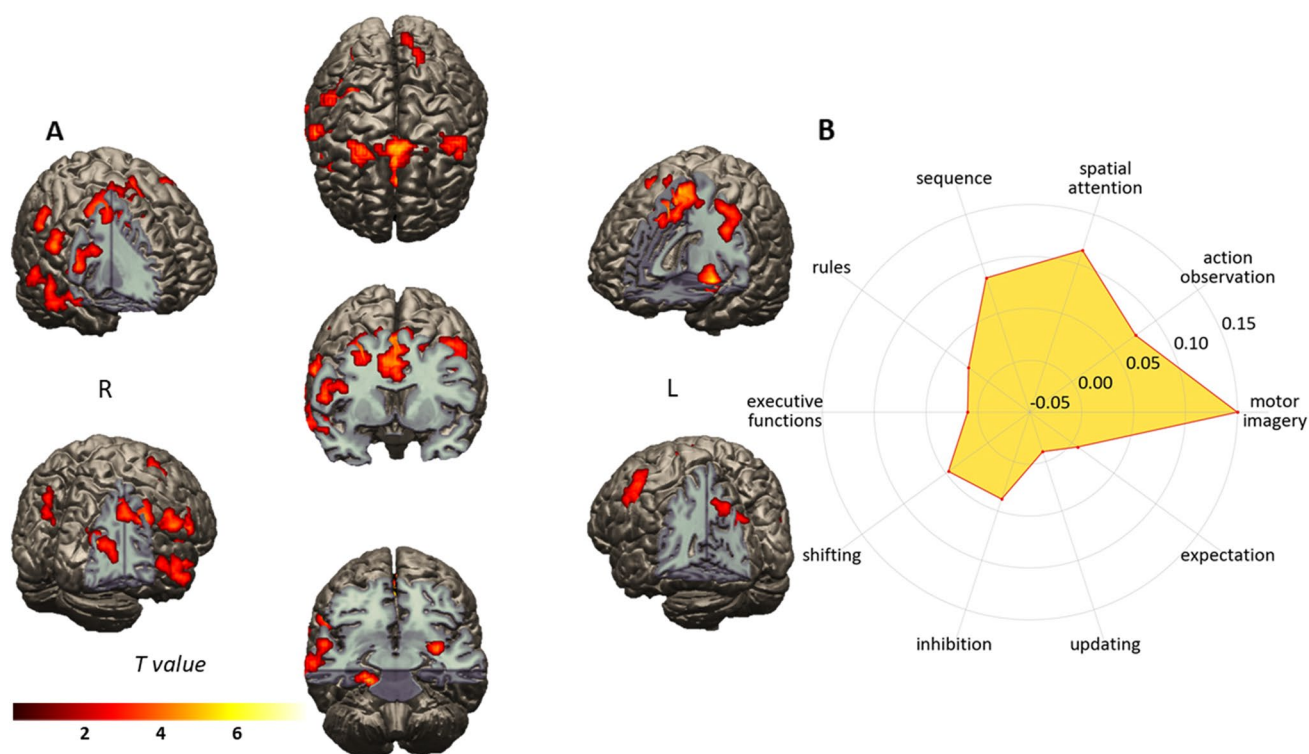 A
R
L
T value
2 4 6
B
sequence
spatial
attention
rules
action
observation
0.15
0.10
0.05
0.00
-0.05
executive
functions
motor
imagery
shifting
expectation
inhibition
updating